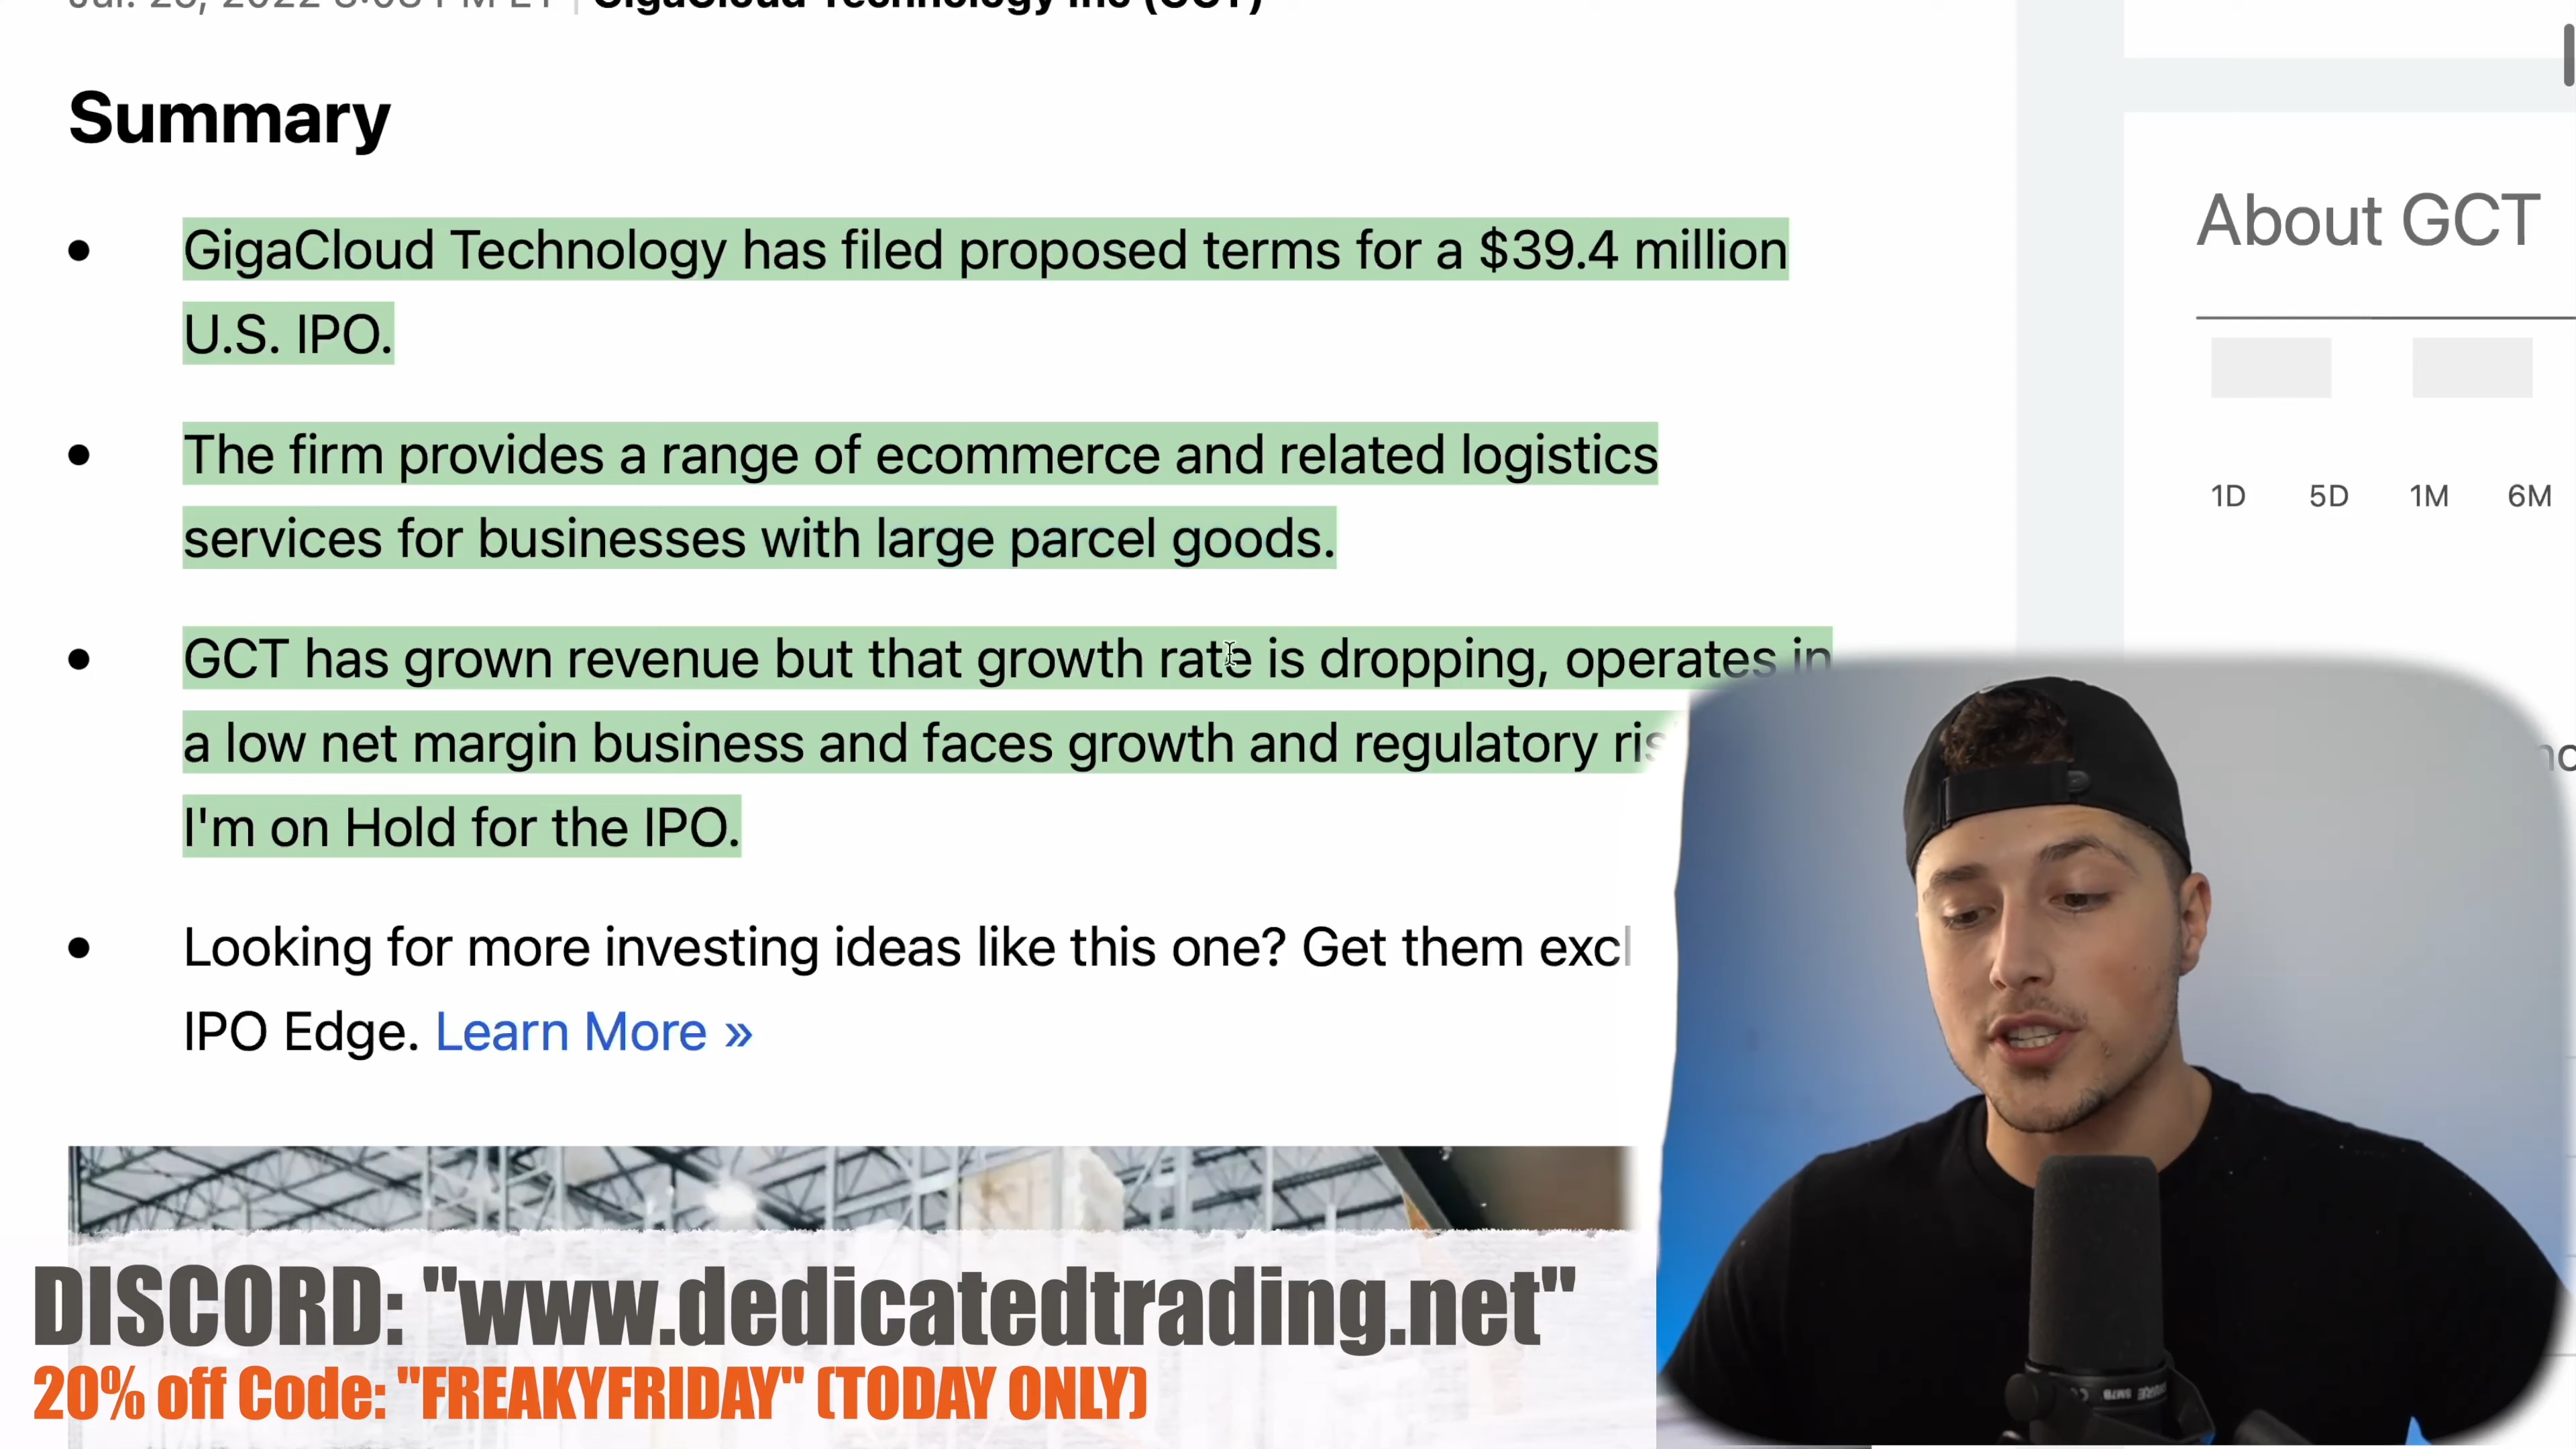 GigaCloud Technology Inc (GCT)
Summary
• GigaCloud Technology has filed proposed terms for a $39.4 million
U.S. IPO.
• The firm provides a range of ecommerce and related logistics
services for businesses with large parcel goods.
• GCT has grown revenue but that growth rate is dropping, operates in
a low net margin business and faces growth and regulatory
I'm on Hold for the IPO.
• Looking for more investing ideas like this one? Get them
IPO Edge. Learn More »
About GCT
1D 5D 1M 6M
DISCORD: "www.dedicatedtrading.net"
20% off Code: "FREAKYFRIDAY" (TODAY ONLY)